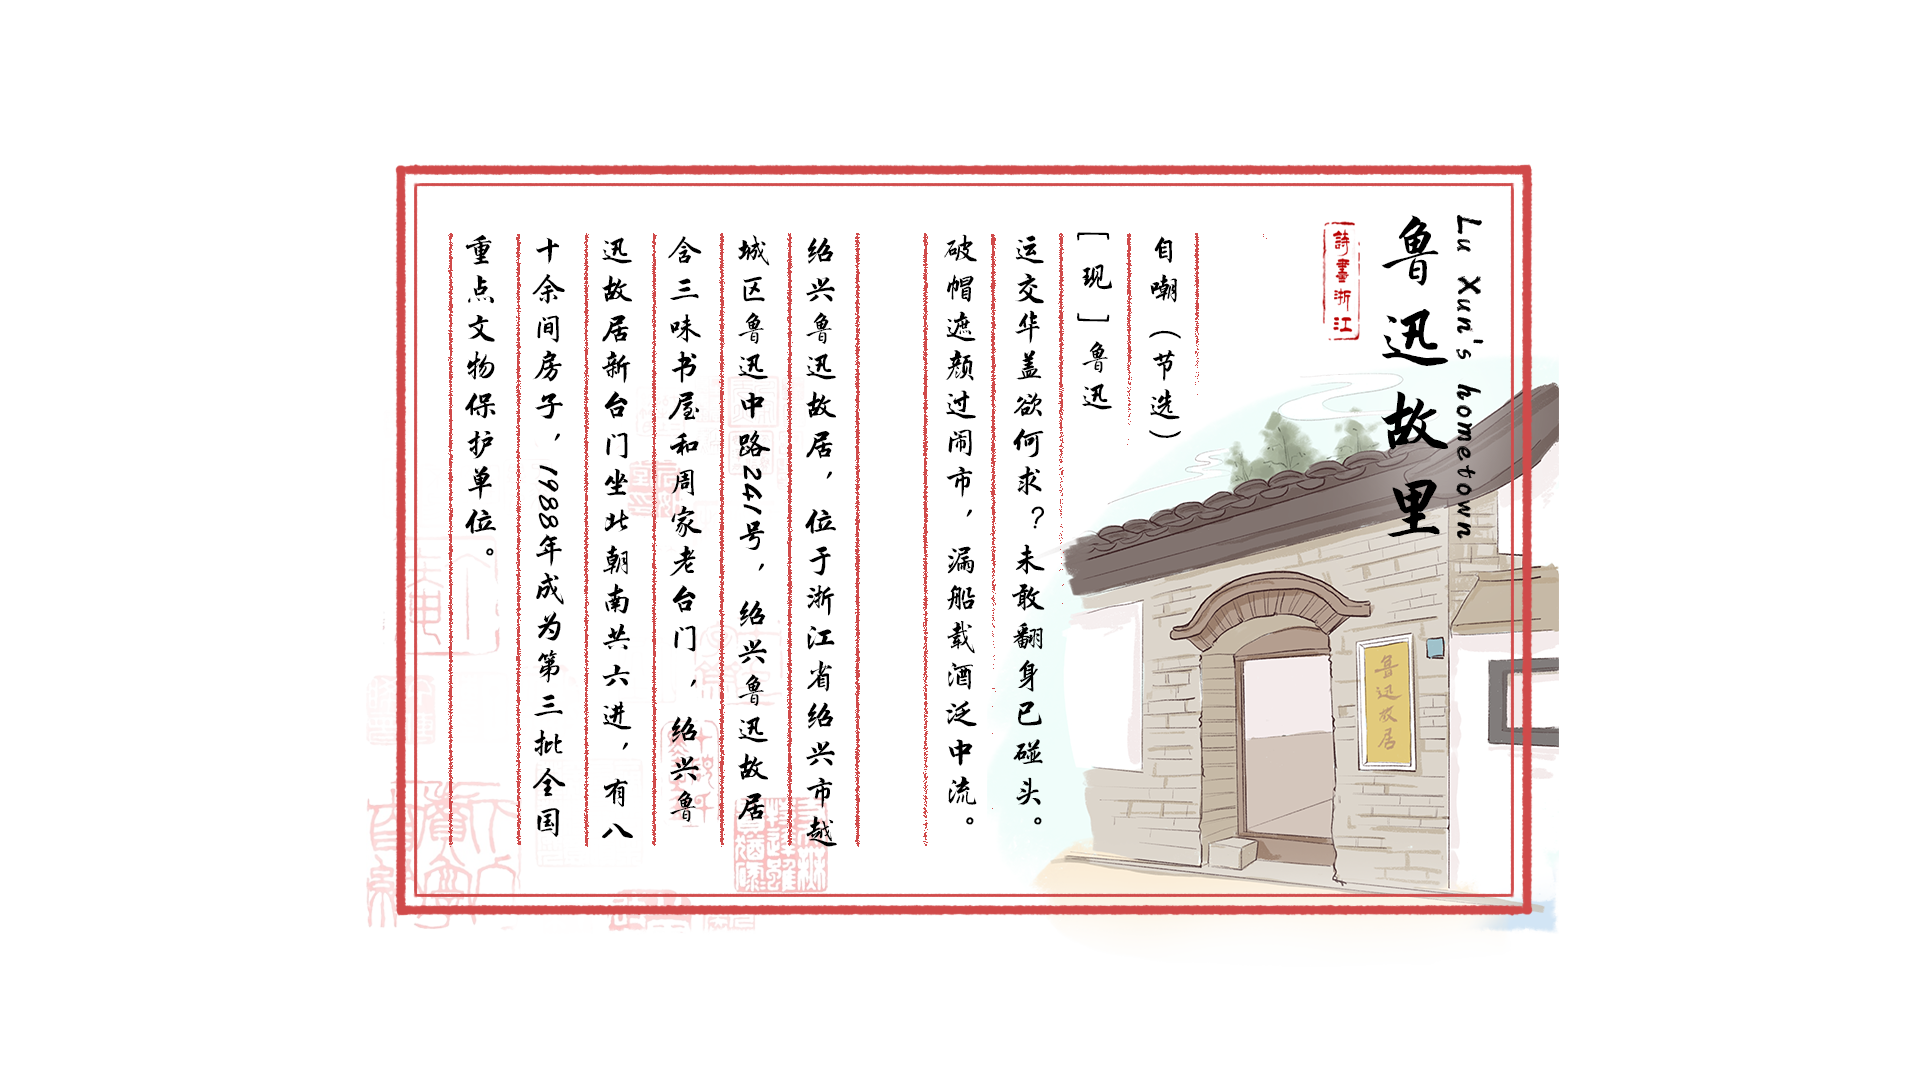 Lu Xun's hometown
鲁迅故里
詩書浙江
自嘲（节选）
［现］鲁迅
运交华盖欲何求？未敢翻身已碰头。
破帽遮颜过闹市，漏船载酒泛中流。
绍兴鲁迅故居，位于浙江省绍兴市越
城区鲁迅中路241号，绍兴鲁迅故居
含三味书屋和周家老台门，绍兴鲁
迅故居新台门坐北朝南共六进，有八
十余间房子，1988年成为第三批全国
重点文物保护单位。
鲁迅故居